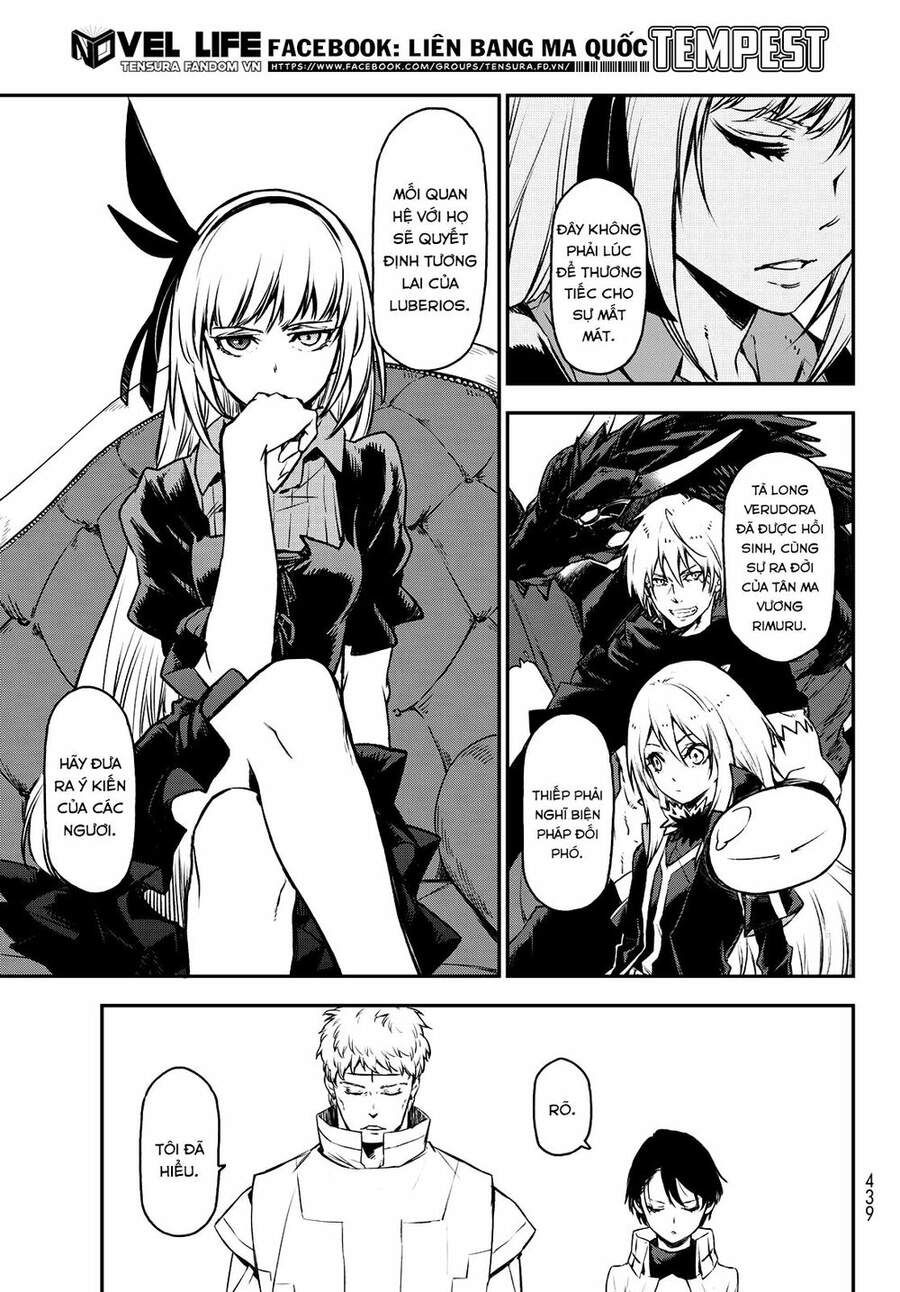 NOVEL LIFE
TENSURA FANDOM VN
FACEBOOK: LIÊN BANG MA QUỐC
HTTPS://WWW.FACEBOOK.COM/GROUPS/TENSURA.FD.VN/
TEMPEST
ĐÂY KHÔNG
PHẢI LÚC
ĐỂ THƯƠNG
TIẾC CHO
SỰ MẤT
MÁT.
TÀ LONG
VERUDORA
ĐÃ ĐƯỢC HỒI
SINH, CÙNG
SỰ RA ĐỜI
CỦA TÂN MA
VƯƠNG
RIMURU.
THIẾP PHẢI
NGHĨ BIỆN
PHÁP ĐỐI
PHÓ.
MỐI QUAN
HỆ VỚI HỌ
SẼ QUYẾT
ĐỊNH TƯƠNG
LAI CỦA
LUBERIOS.
HÃY ĐƯA
RA Ý KIẾN
CỦA CÁC
NGƯƠI.
RÕ.
TÔI ĐÃ
HIỂU.
439